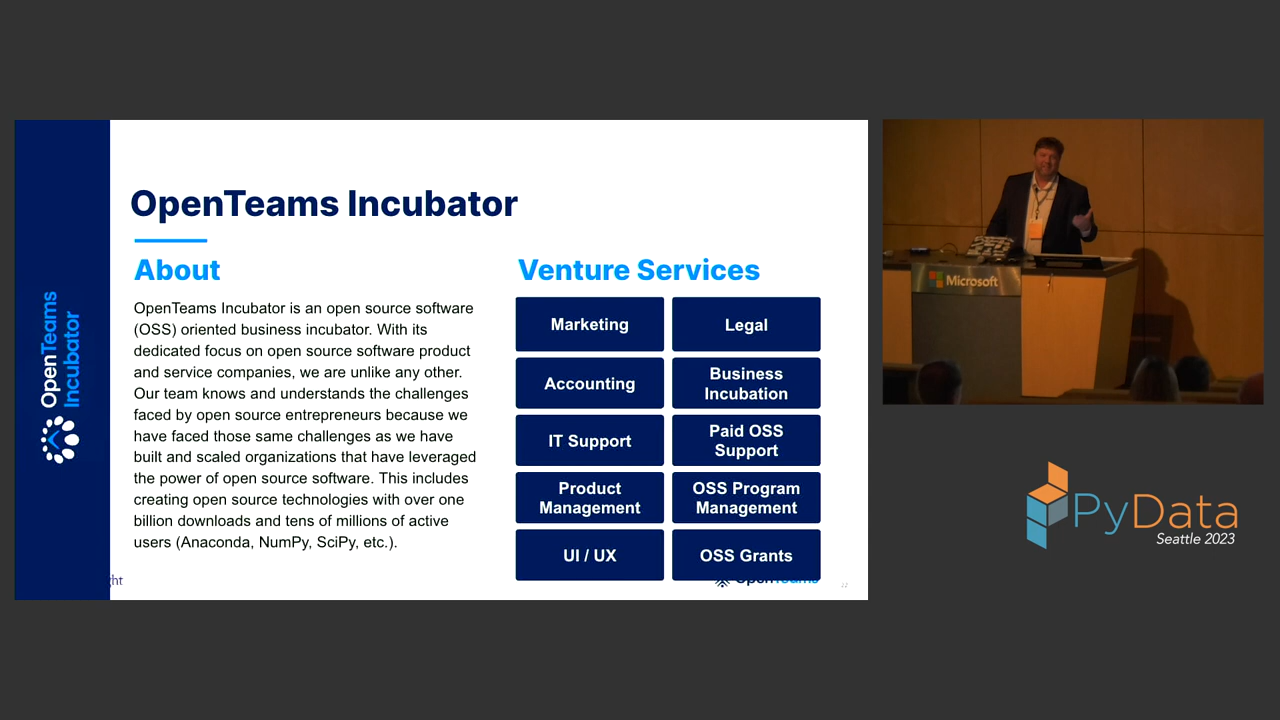 OpenTeams Incubator
About
OpenTeams Incubator is an open source software
(OSS) oriented business incubator. With its
dedicated focus on open source software product
and service companies, we are unlike any other.
Our team knows and understands the challenges
faced by open source entrepreneurs because we
have faced those same challenges as we have
built and scaled organizations that have leveraged
the power of open source software. This includes
creating open source technologies with over one
billion downloads and tens of millions of active
users (Anaconda, NumPy, SciPy, etc.).
Venture Services
Marketing
Legal
Accounting
Business
Incubation
IT Support
Paid OSS
Support
Product
Management
OSS Program
Management
UI / UX
OSS Grants
OpenTeams
Incubator
ght
OpenTeams
Microsoft
PyData
Seattle 2023